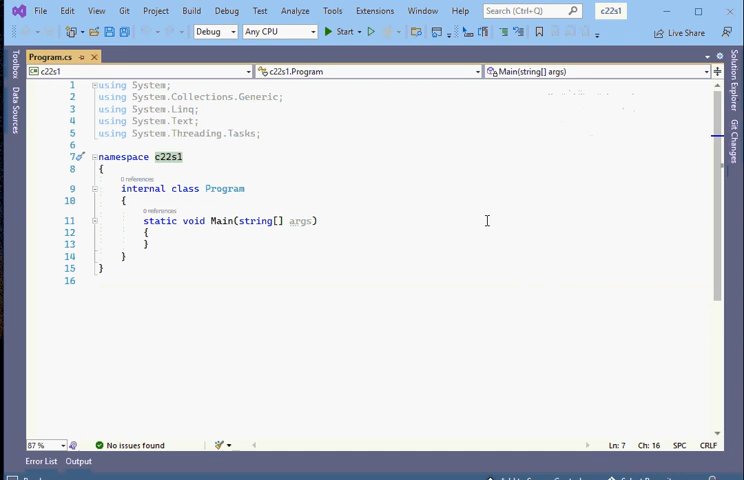 File Edit View Git Project Build Debug Test Analyze Tools Extensions Window Help Search (Ctrl+Q) c22s1
Debug Any CPU Start Live Share
Program.cs
c22s1 c22s1.Program Main(string[] args)
Toolbox
Data Sources
Solution Explorer
Git Changes
1 using System;
2 using System.Collections.Generic;
3 using System.Linq;
4 using System.Text;
5 using System.Threading.Tasks;
6
7 namespace c22s1
8 {
0 references
9 internal class Program
10 {
0 references
11 static void Main(string[] args)
12 {
13 }
14 }
15 }
16
87 % No issues found Ln: 7 Ch: 16 SPC CRLF
Error List Output